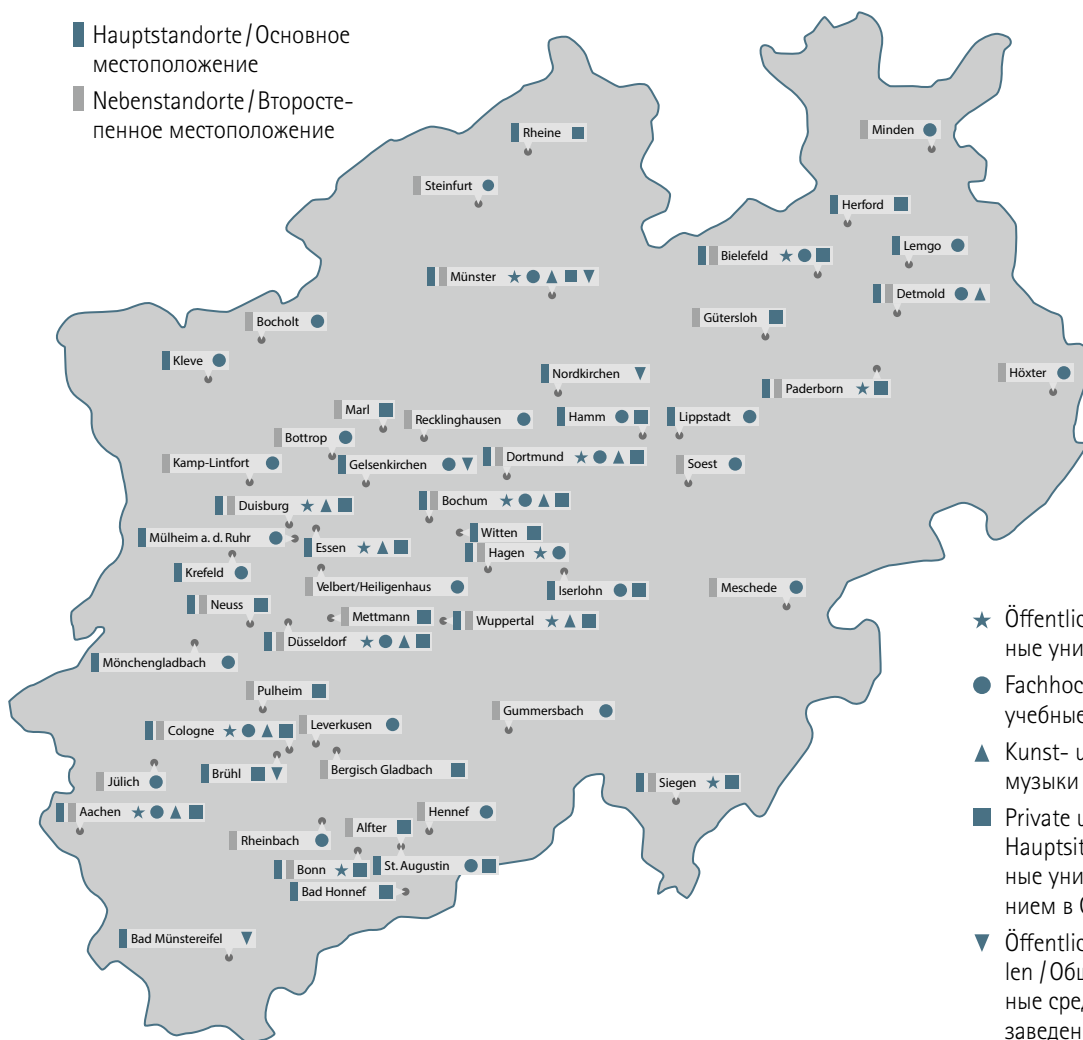 Hauptstandorte / Основное
местоположение
Nebenstandorte / Второсте-
пенное местоположение
Rheine
Minden
Steinfurt
Herford
Lemgo
Bielefeld
Münster
Detmold
Gütersloh
Bocholt
Kleve
Nordkirchen
Höxter
Paderborn
Marl
Recklinghausen
Hamm
Lippstadt
Bottrop
Kamp-Lintfort
Gelsenkirchen
Dortmund
Soest
Duisburg
Bochum
Mülheim a. d. Ruhr
Essen
Witten
Hagen
Krefeld
Velbert/Heiligenhaus
Iserlohn
Meschede
Neuss
Mettmann
Wuppertal
Düsseldorf
Mönchengladbach
Pulheim
Gummersbach
Cologne
Leverkusen
Jülich
Brühl
Bergisch Gladbach
Siegen
Aachen
Hennef
Rheinbach
Alfter
Bonn
St. Augustin
Bad Honnef
Bad Münstereifel
Öffentlic
ные уни
Fachhoc
учебные
Kunst- u
музыки
Private u
Hauptsit
ные уни
нием в О
Öffentlic
len / Общ
ные сред
заведен